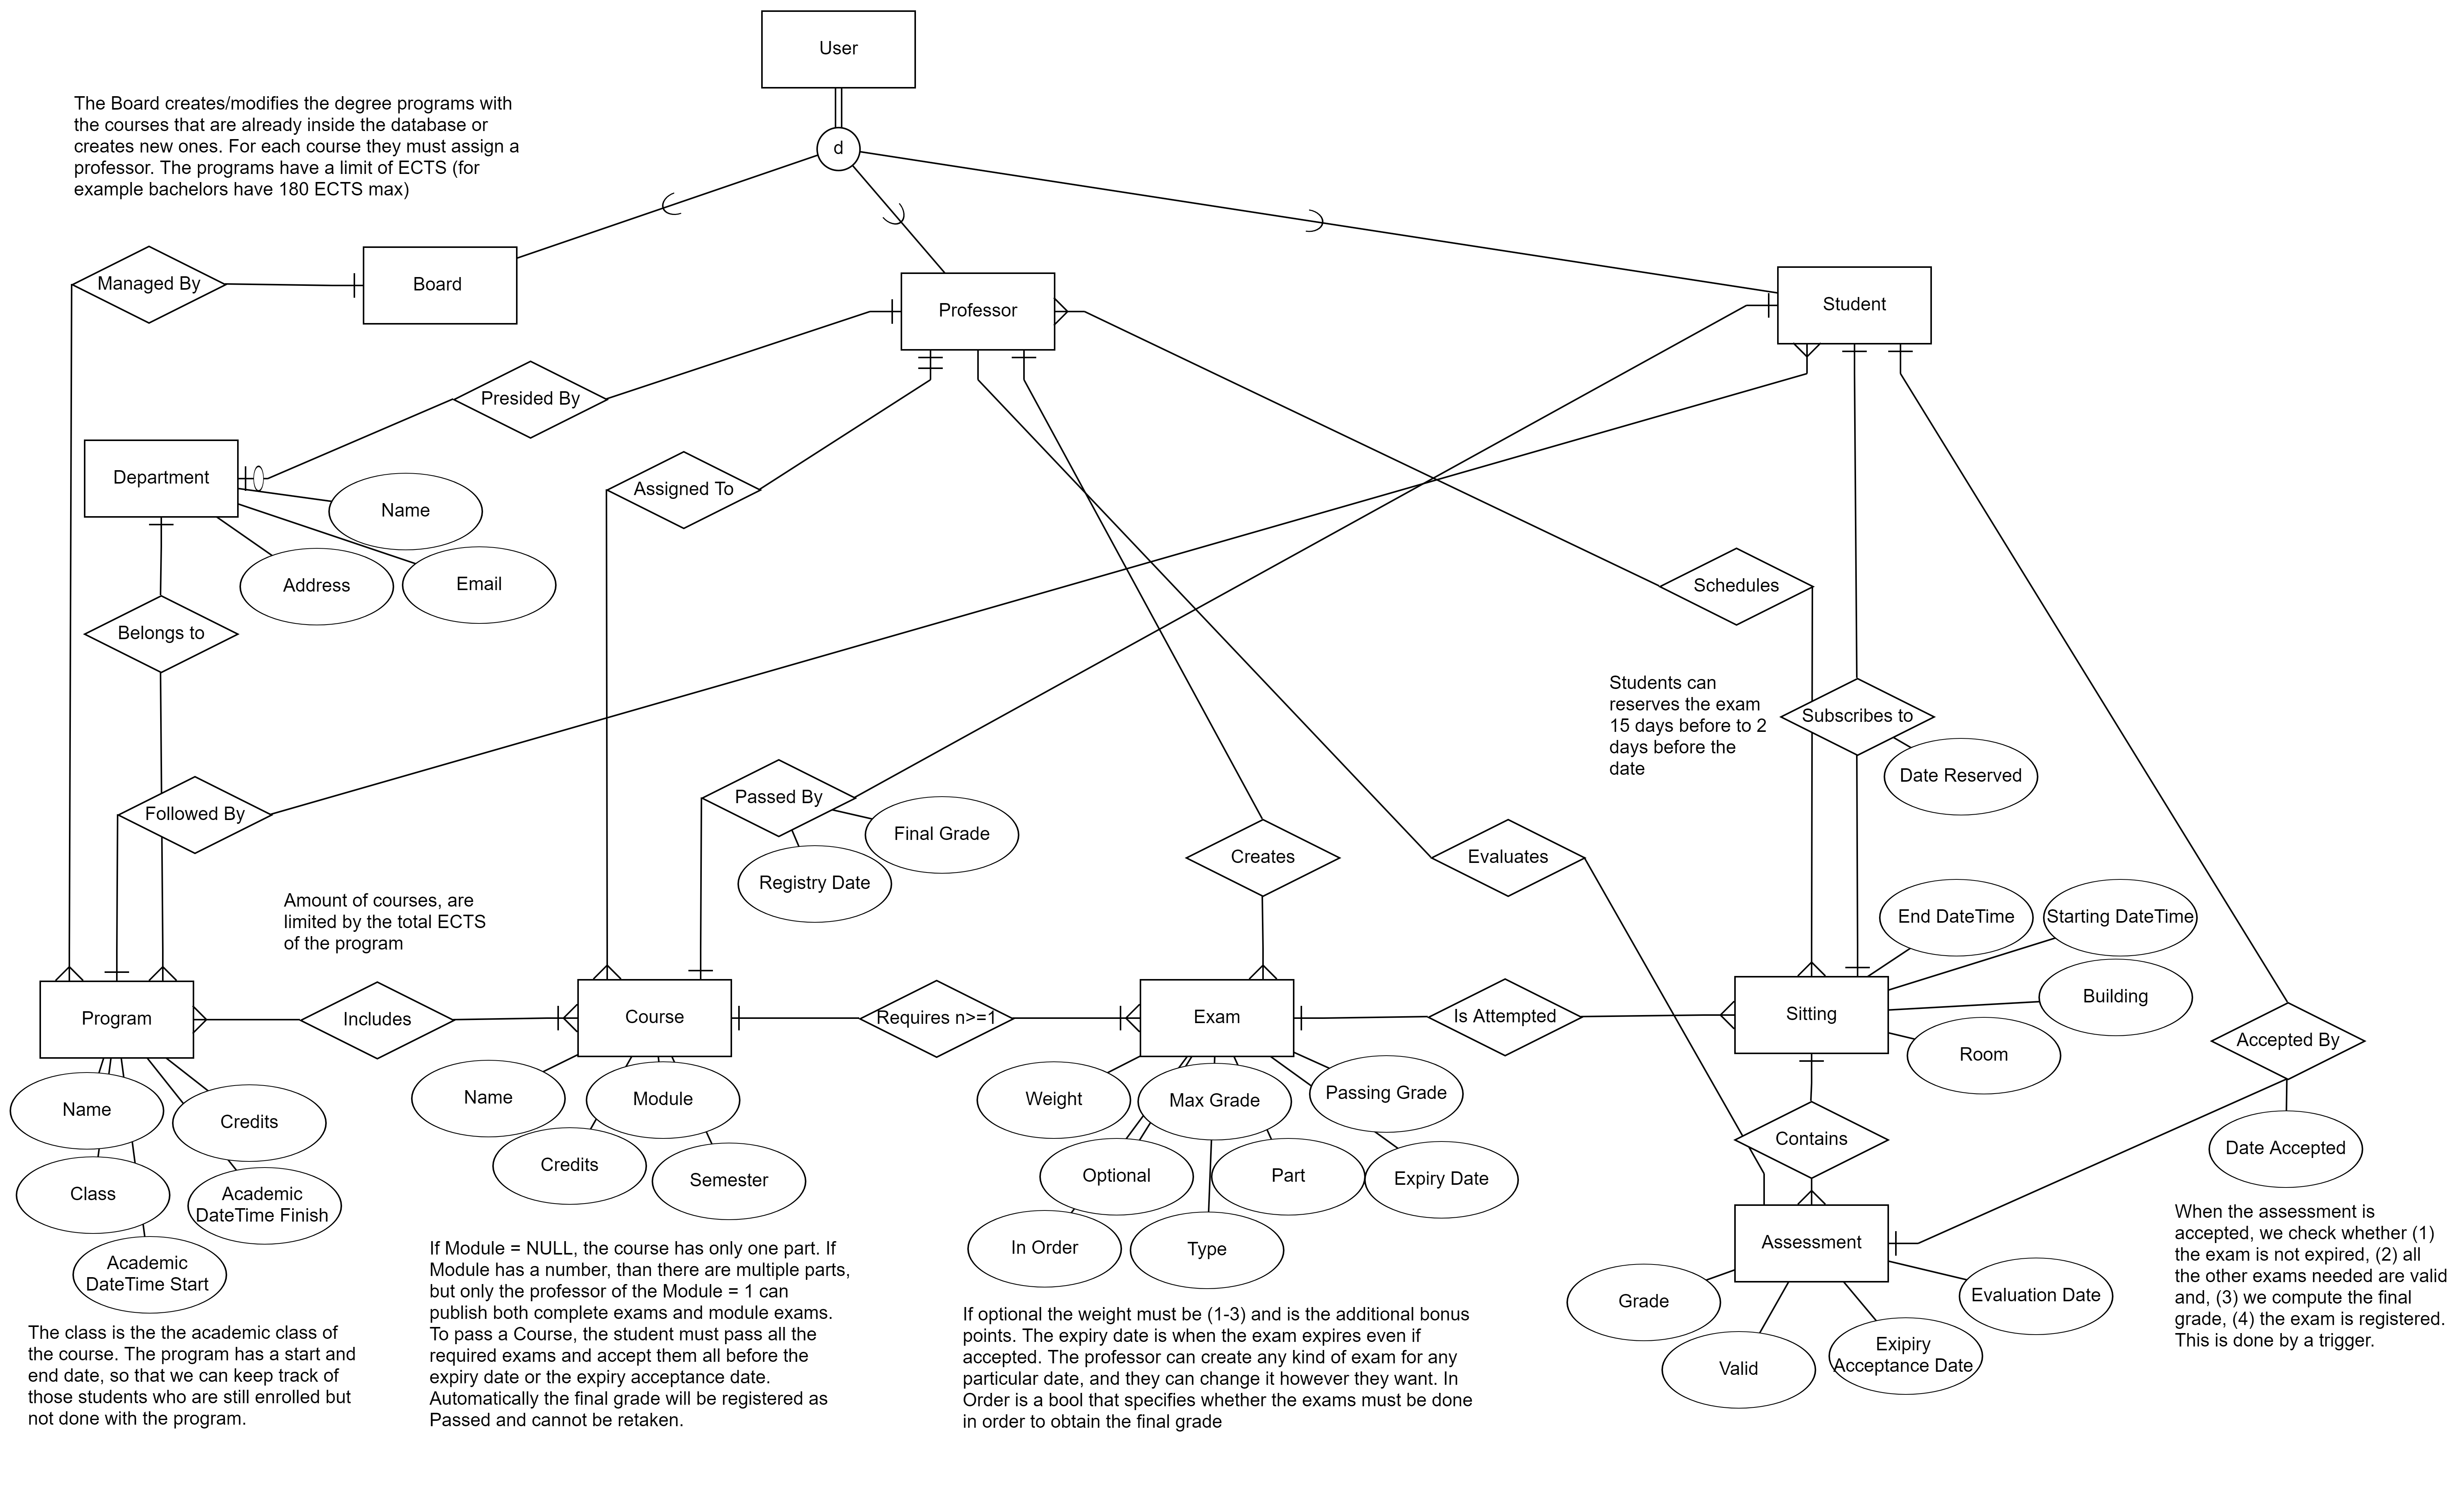 User
The Board creates/modifies the degree programs with
the courses that are already inside the database or
creates new ones. For each course they must assign a
professor. The programs have a limit of ECTS (for
example bachelors have 180 ECTS max)
d
Managed By
Board
Professor
Student
Presided By
Department
Name
Address
Email
Assigned To
Schedules
Belongs to
Students can
reserves the exam
15 days before to 2
days before the
date
Subscribes to
Date Reserved
Followed By
Passed By
Final Grade
Registry Date
Creates
Evaluates
Amount of courses, are
limited by the total ECTS
of the program
End DateTime
Starting DateTime
Building
Room
Program
Includes
Course
Requires n>=1
Exam
Is Attempted
Sitting
Accepted By
Date Accepted
Name
Credits
Class
Academic
DateTime Finish
Academic
DateTime Start
Name
Module
Credits
Semester
Weight
Max Grade
Passing Grade
Optional
Part
Expiry Date
In Order
Type
Contains
Assessment
Grade
Evaluation Date
Valid
Exipiry
Acceptance Date
The class is the the academic class of
the course. The program has a start and
end date, so that we can keep track of
those students who are still enrolled but
not done with the program.
If Module = NULL, the course has only one part. If
Module has a number, than there are multiple parts,
but only the professor of the Module = 1 can
publish both complete exams and module exams.
To pass a Course, the student must pass all the
required exams and accept them all before the
expiry date or the expiry acceptance date.
Automatically the final grade will be registered as
Passed and cannot be retaken.
If optional the weight must be (1-3) and is the additional bonus
points. The expiry date is when the exam expires even if
accepted. The professor can create any kind of exam for any
particular date, and they can change it however they want. In
Order is a bool that specifies whether the exams must be done
in order to obtain the final grade
When the assessment is
accepted, we check whether (1)
the exam is not expired, (2) all
the other exams needed are valid
and, (3) we compute the final
grade, (4) the exam is registered.
This is done by a trigger.